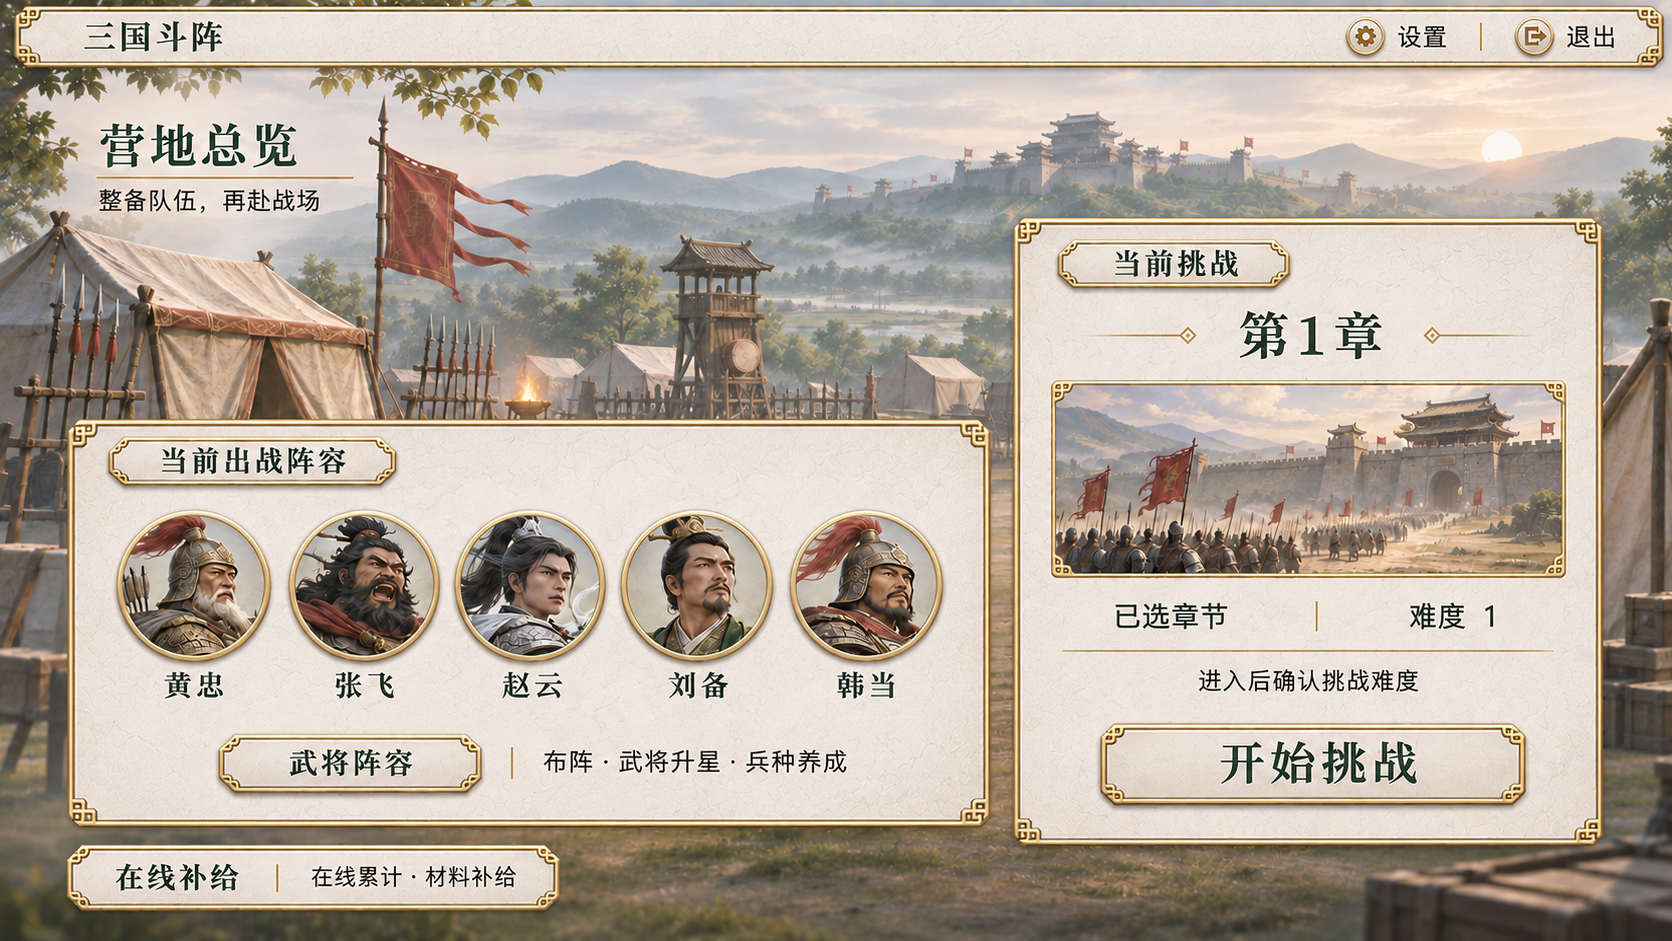 三国斗阵
设置
退出
营地总览
整备队伍，再赴战场
当前挑战
第1章
已选章节
难度 1
进入后确认挑战难度
开始挑战
当前出战阵容
黄忠
张飞
赵云
刘备
韩当
武将阵容
布阵·武将升星·兵种养成
在线补给
在线累计·材料补给